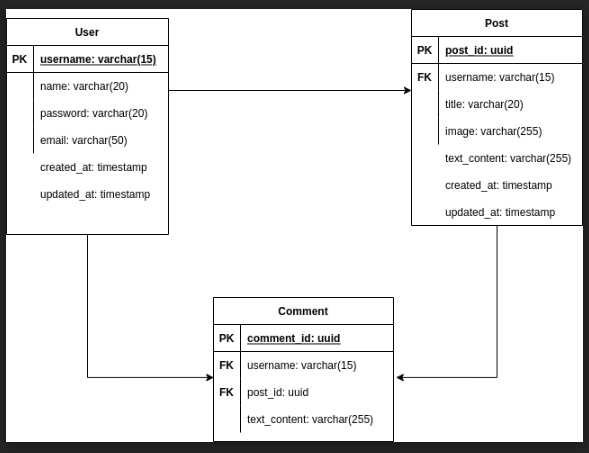 User
PK username: varchar(15)
name: varchar(20)
password: varchar(20)
email: varchar(50)
created_at: timestamp
updated_at: timestamp
Post
PK post_id: uuid
FK username: varchar(15)
title: varchar(20)
image: varchar(255)
text_content: varchar(255)
created_at: timestamp
updated_at: timestamp
Comment
PK comment_id: uuid
FK username: varchar(15)
FK post_id: uuid
text_content: varchar(255)